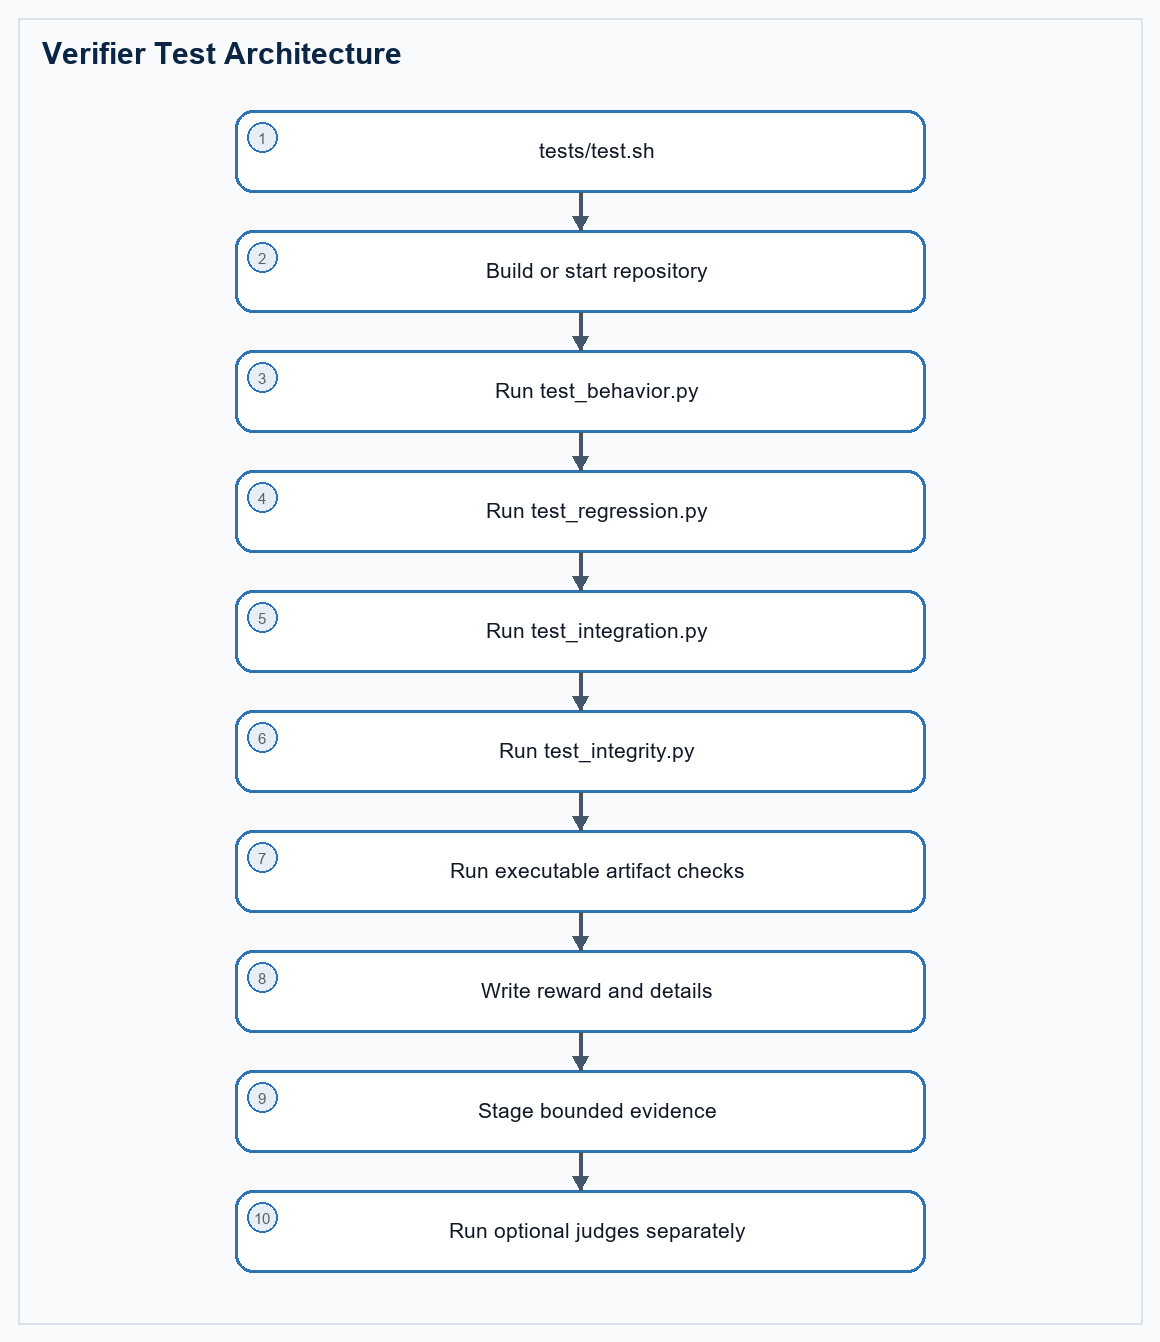 Verifier Test Architecture
1
tests/test.sh
2
Build or start repository
3
Run test_behavior.py
4
Run test_regression.py
5
Run test_integration.py
6
Run test_integrity.py
7
Run executable artifact checks
8
Write reward and details
9
Stage bounded evidence
10
Run optional judges separately